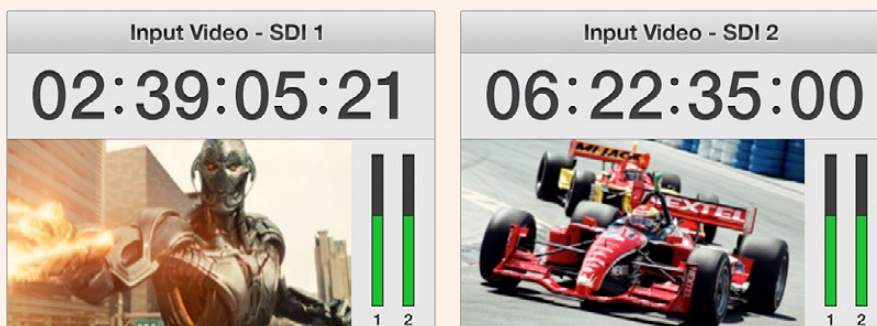 Input Video - SDI 1
02:39:05:21
1 2
Input Video - SDI 2
06:22:35:00
NEXTEL
1 2